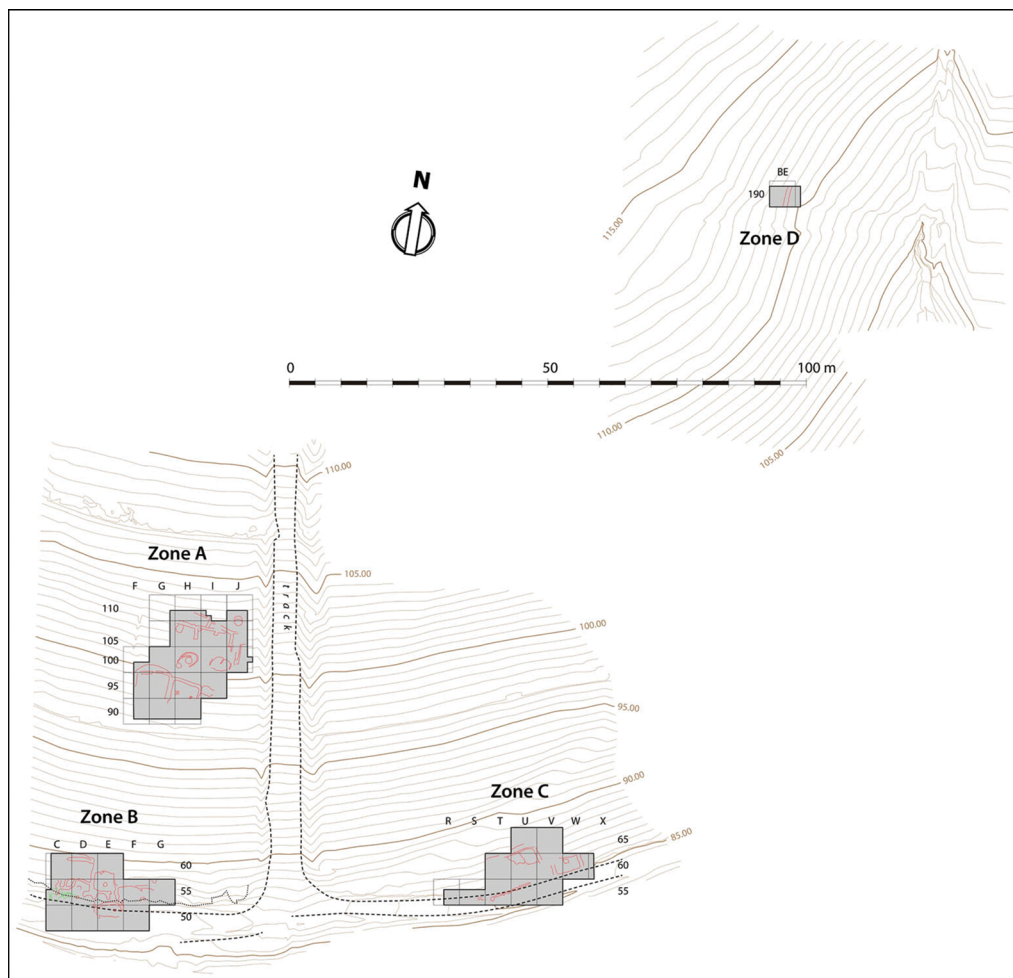 N
BE
190
Zone D
115.00
0 50 100 m
110.00
105.00
110.00
Zone A
F G H I J
track
105.00
110
105
100
95
90
100.00
95.00
90.00
85.00
Zone B
C D E F G
60
55
50
Zone C
R S T U V W X
65
60
55